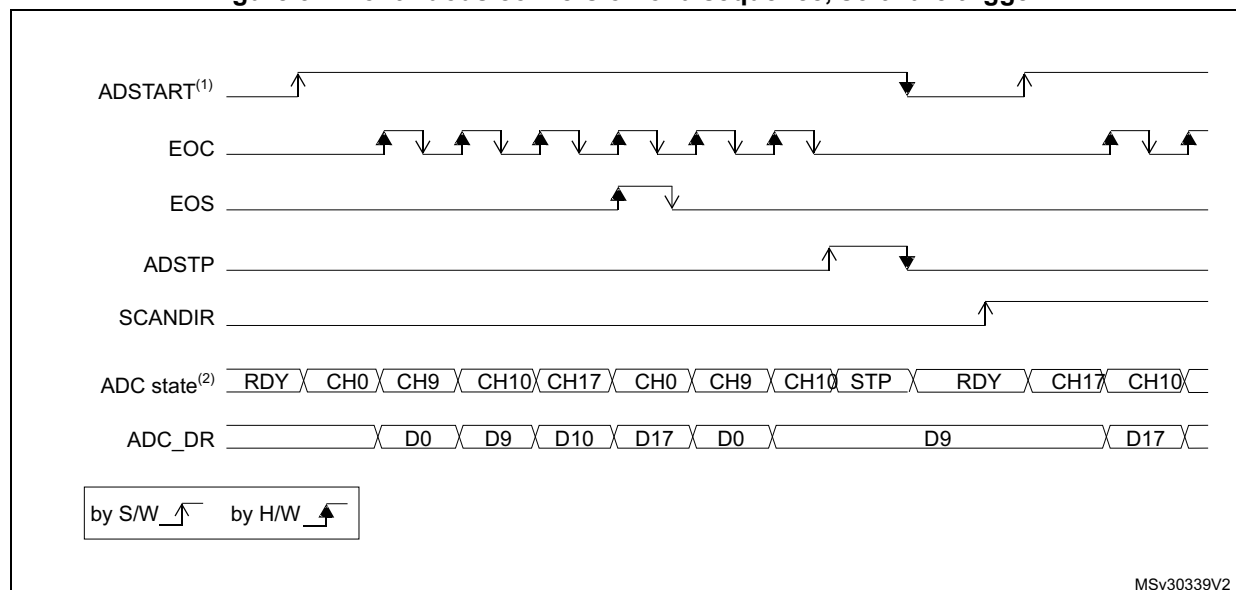 ADSTART(1)
EOC
EOS
ADSTP
SCANDIR
ADC state(2) RDY CH0 CH9 CH10 CH17 CH0 CH9 CH10 STP RDY CH17 CH10
ADC_DR D0 D9 D10 D17 D0 D9 D17
by S/W by H/W
MSv30339V2